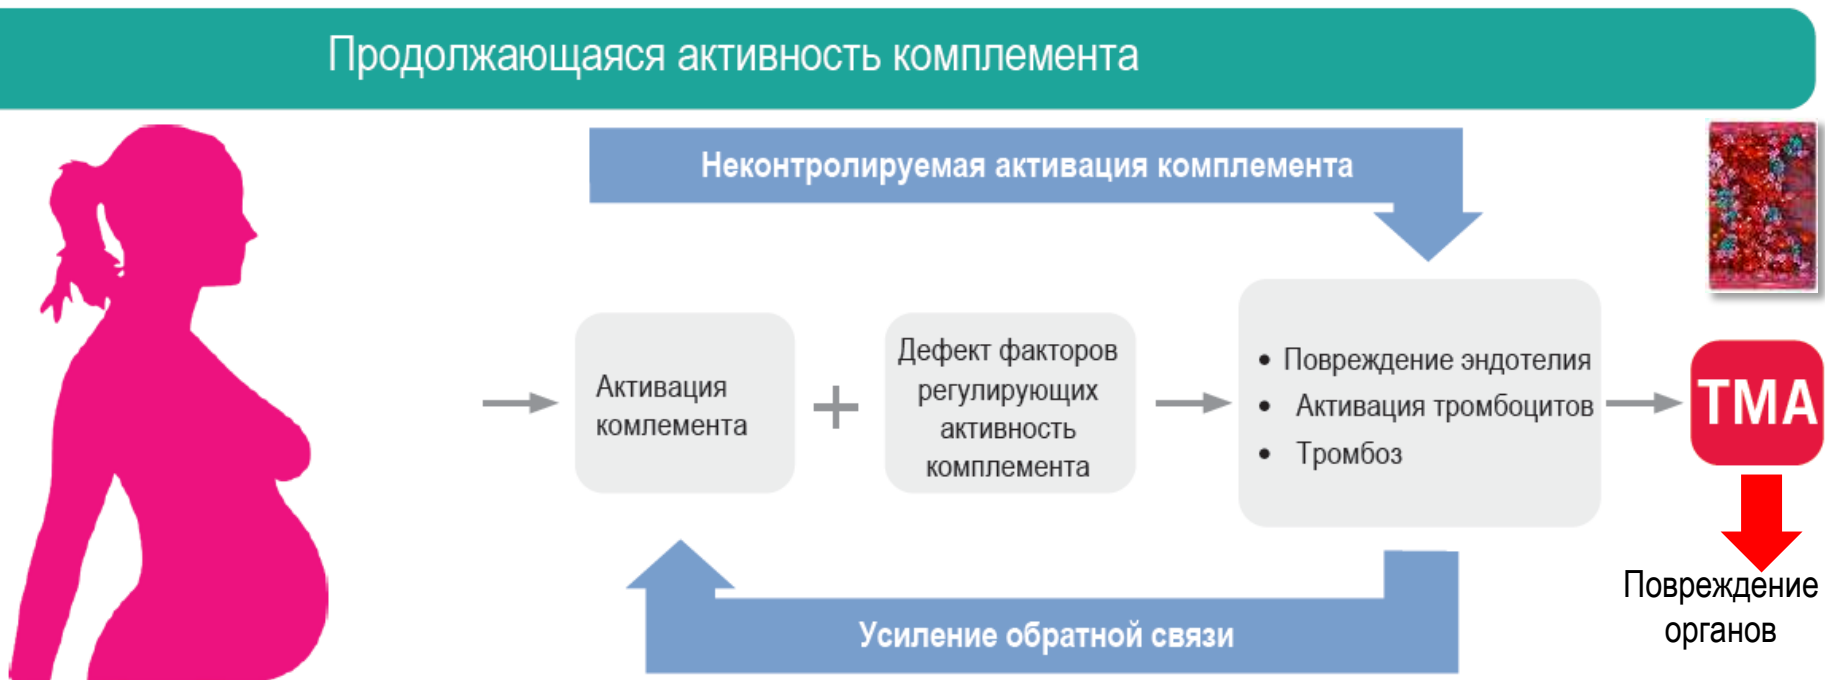 Продолжающаяся активность комплемента
Неконтролируемая активация комплемента
Активация
комлемента
+
Дефект факторов
регулирующих
активность
комплемента
• Повреждение эндотелия
• Активация тромбоцитов
• Тромбоз
ТМА
Повреждение
органов
Усиление обратной связи